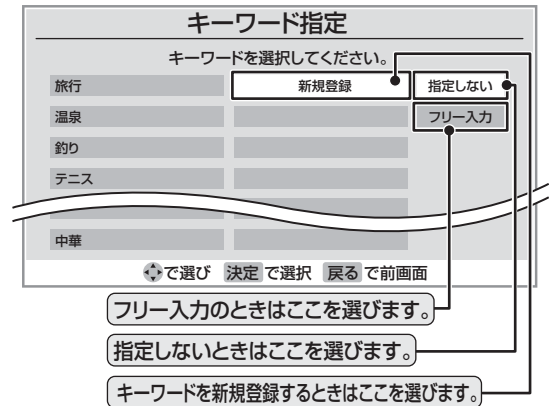 キーワード指定
キーワードを選択してください。
旅行 新規登録 指定しない
温泉 フリー入力
釣り
テニス
中華
で選び 決定 で選択 戻る で前画面
フリー入力のときはここを選びます。
指定しないときはここを選びます。
キーワードを新規登録するときはここを選びます。